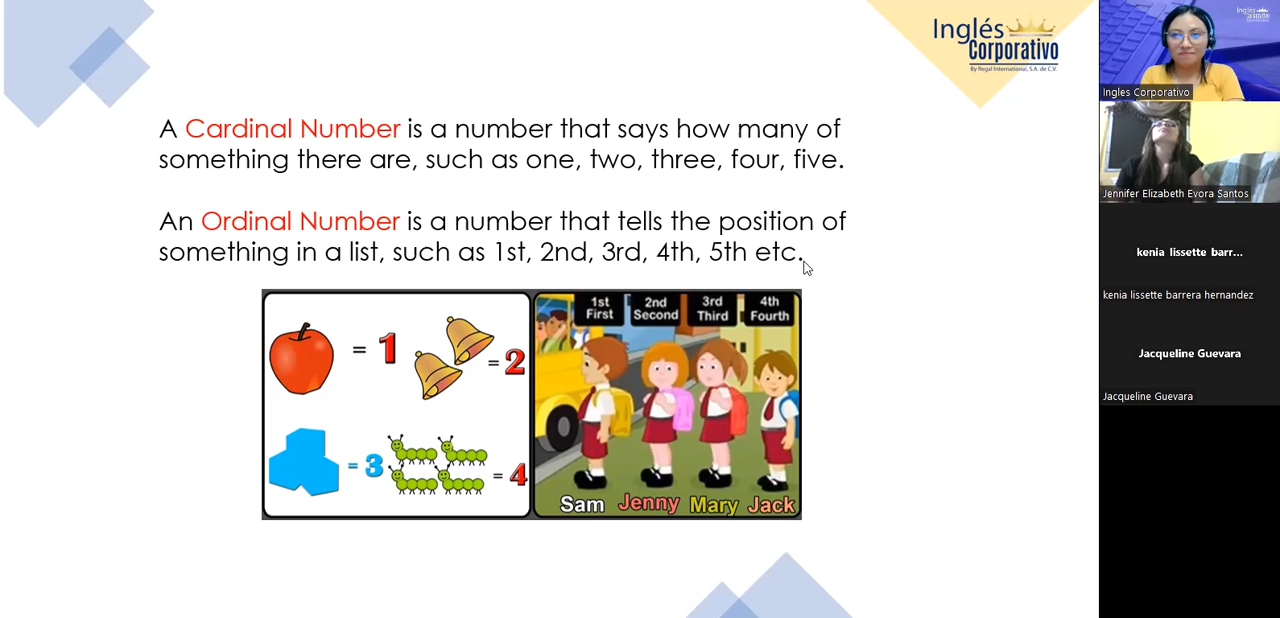 Inglés
Corporativo
By Regal International, S.A. de C.V.
A Cardinal Number is a number that says how many of
something there are, such as one, two, three, four, five.
An Ordinal Number is a number that tells the position of
something in a list, such as 1st, 2nd, 3rd, 4th, 5th etc.
= 1
= 2
= 3
= 4
1st
First
2nd
Second
3rd
Third
4th
Fourth
Sam Jenny Mary Jack
Inglés
Ingles Corporativo
Jennifer Elizabeth Evora Santos
kenia lissette barr...
kenia lissette barrera hernandez
Jacqueline Guevara
Jacqueline Guevara